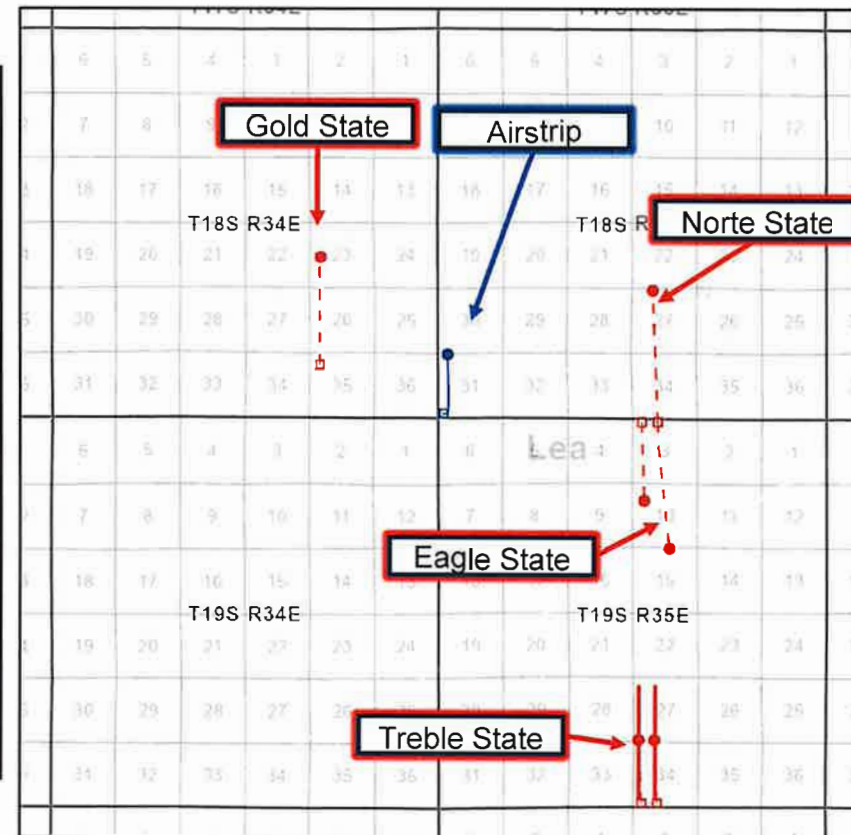 6 5 4 2 1 6 5 4 3 2 1
7 8 Gold State Airstrip 10 11 12
18 17 16 15 14 13 18 17 16 15 14 13
T18S R34E T18S R Norte State
19 20 21 22 23 24 19 20 21 22 24
30 29 28 27 26 25 30 29 28 27 26 25
31 32 33 34 35 36 31 32 33 34 35 36
6 5 4 3 2 1 6 Lea 4 3 2 1
7 8 9 10 11 12 7 8 9 10 11 12
Eagle State
18 17 16 15 14 15 14 13
T19S R34E T19S R35E
19 20 21 22 23 24 19 20 21 22 23 24
30 29 28 27 26 28 27 26 25
Treble State
31 32 33 34 35 36 31 32 33 34 35 36